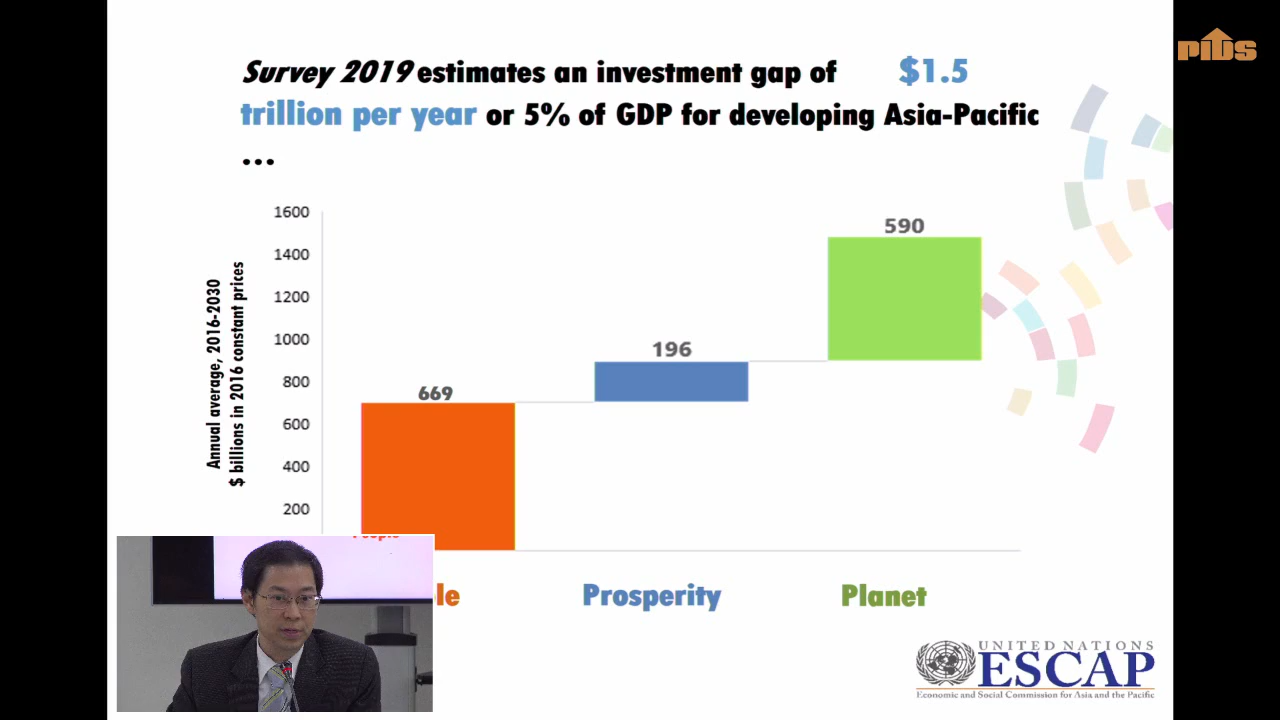 Survey 2019 estimates an investment gap of $1.5
trillion per year or 5% of GDP for developing Asia-Pacific
...
pids
Annual average, 2016-2030
$ billions in 2016 constant prices
1600
1400
1200
1000
800
600
400
200
669
196
590
People
le
Prosperity
Planet
UNITED NATIONS
ESCAP
Economic and Social Commission for Asia and the Pacific